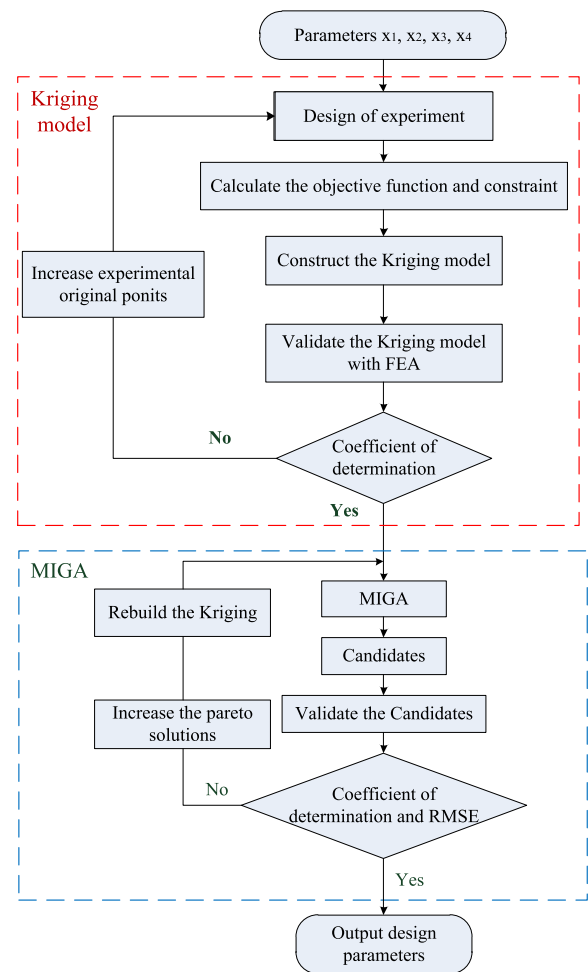 Parameters x1, x2, x3, x4
Kriging
model
Design of experiment
Calculate the objective function and constraint
Construct the Kriging model
Increase experimental
original ponits
Validate the Kriging model
with FEA
No
Coefficient of
determination
Yes
MIGA
MIGA
Rebuild the Kriging
Candidates
Increase the pareto
solutions
Validate the Candidates
No
Coefficient of
determination and RMSE
Yes
Output design
parameters